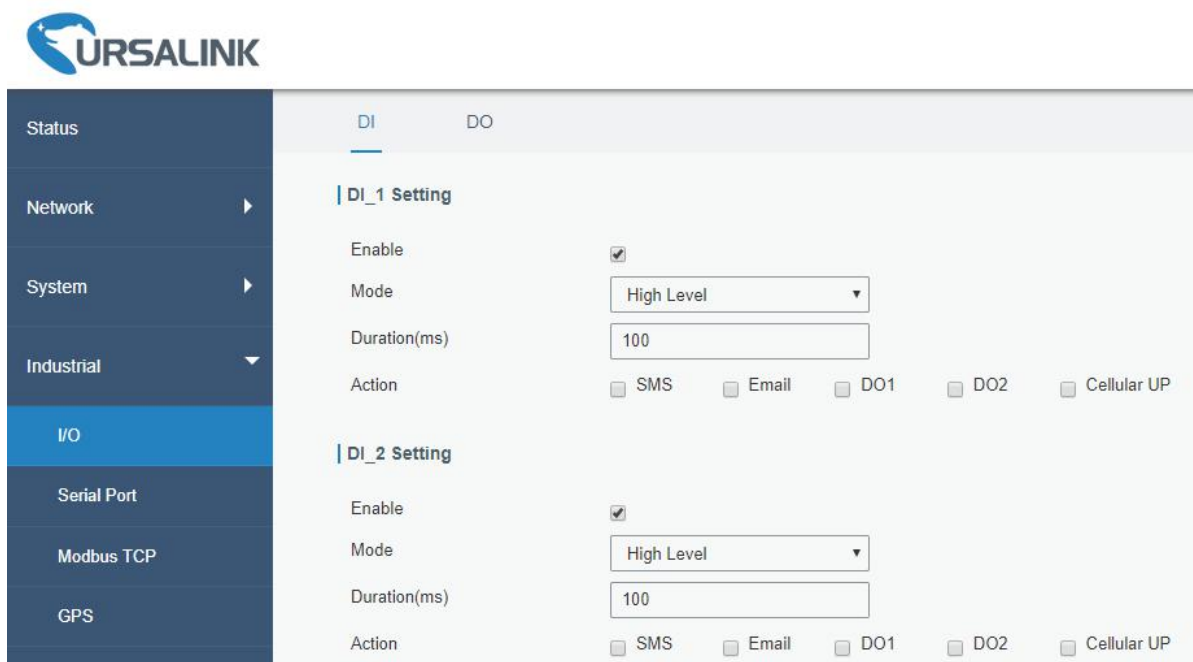 URSALINK
Status
Network
System
Industrial
I/O
Serial Port
Modbus TCP
GPS
DI DO
DI_1 Setting
Enable
Mode High Level
Duration(ms) 100
Action SMS Email DO1 DO2 Cellular UP
DI_2 Setting
Enable
Mode High Level
Duration(ms) 100
Action SMS Email DO1 DO2 Cellular UP